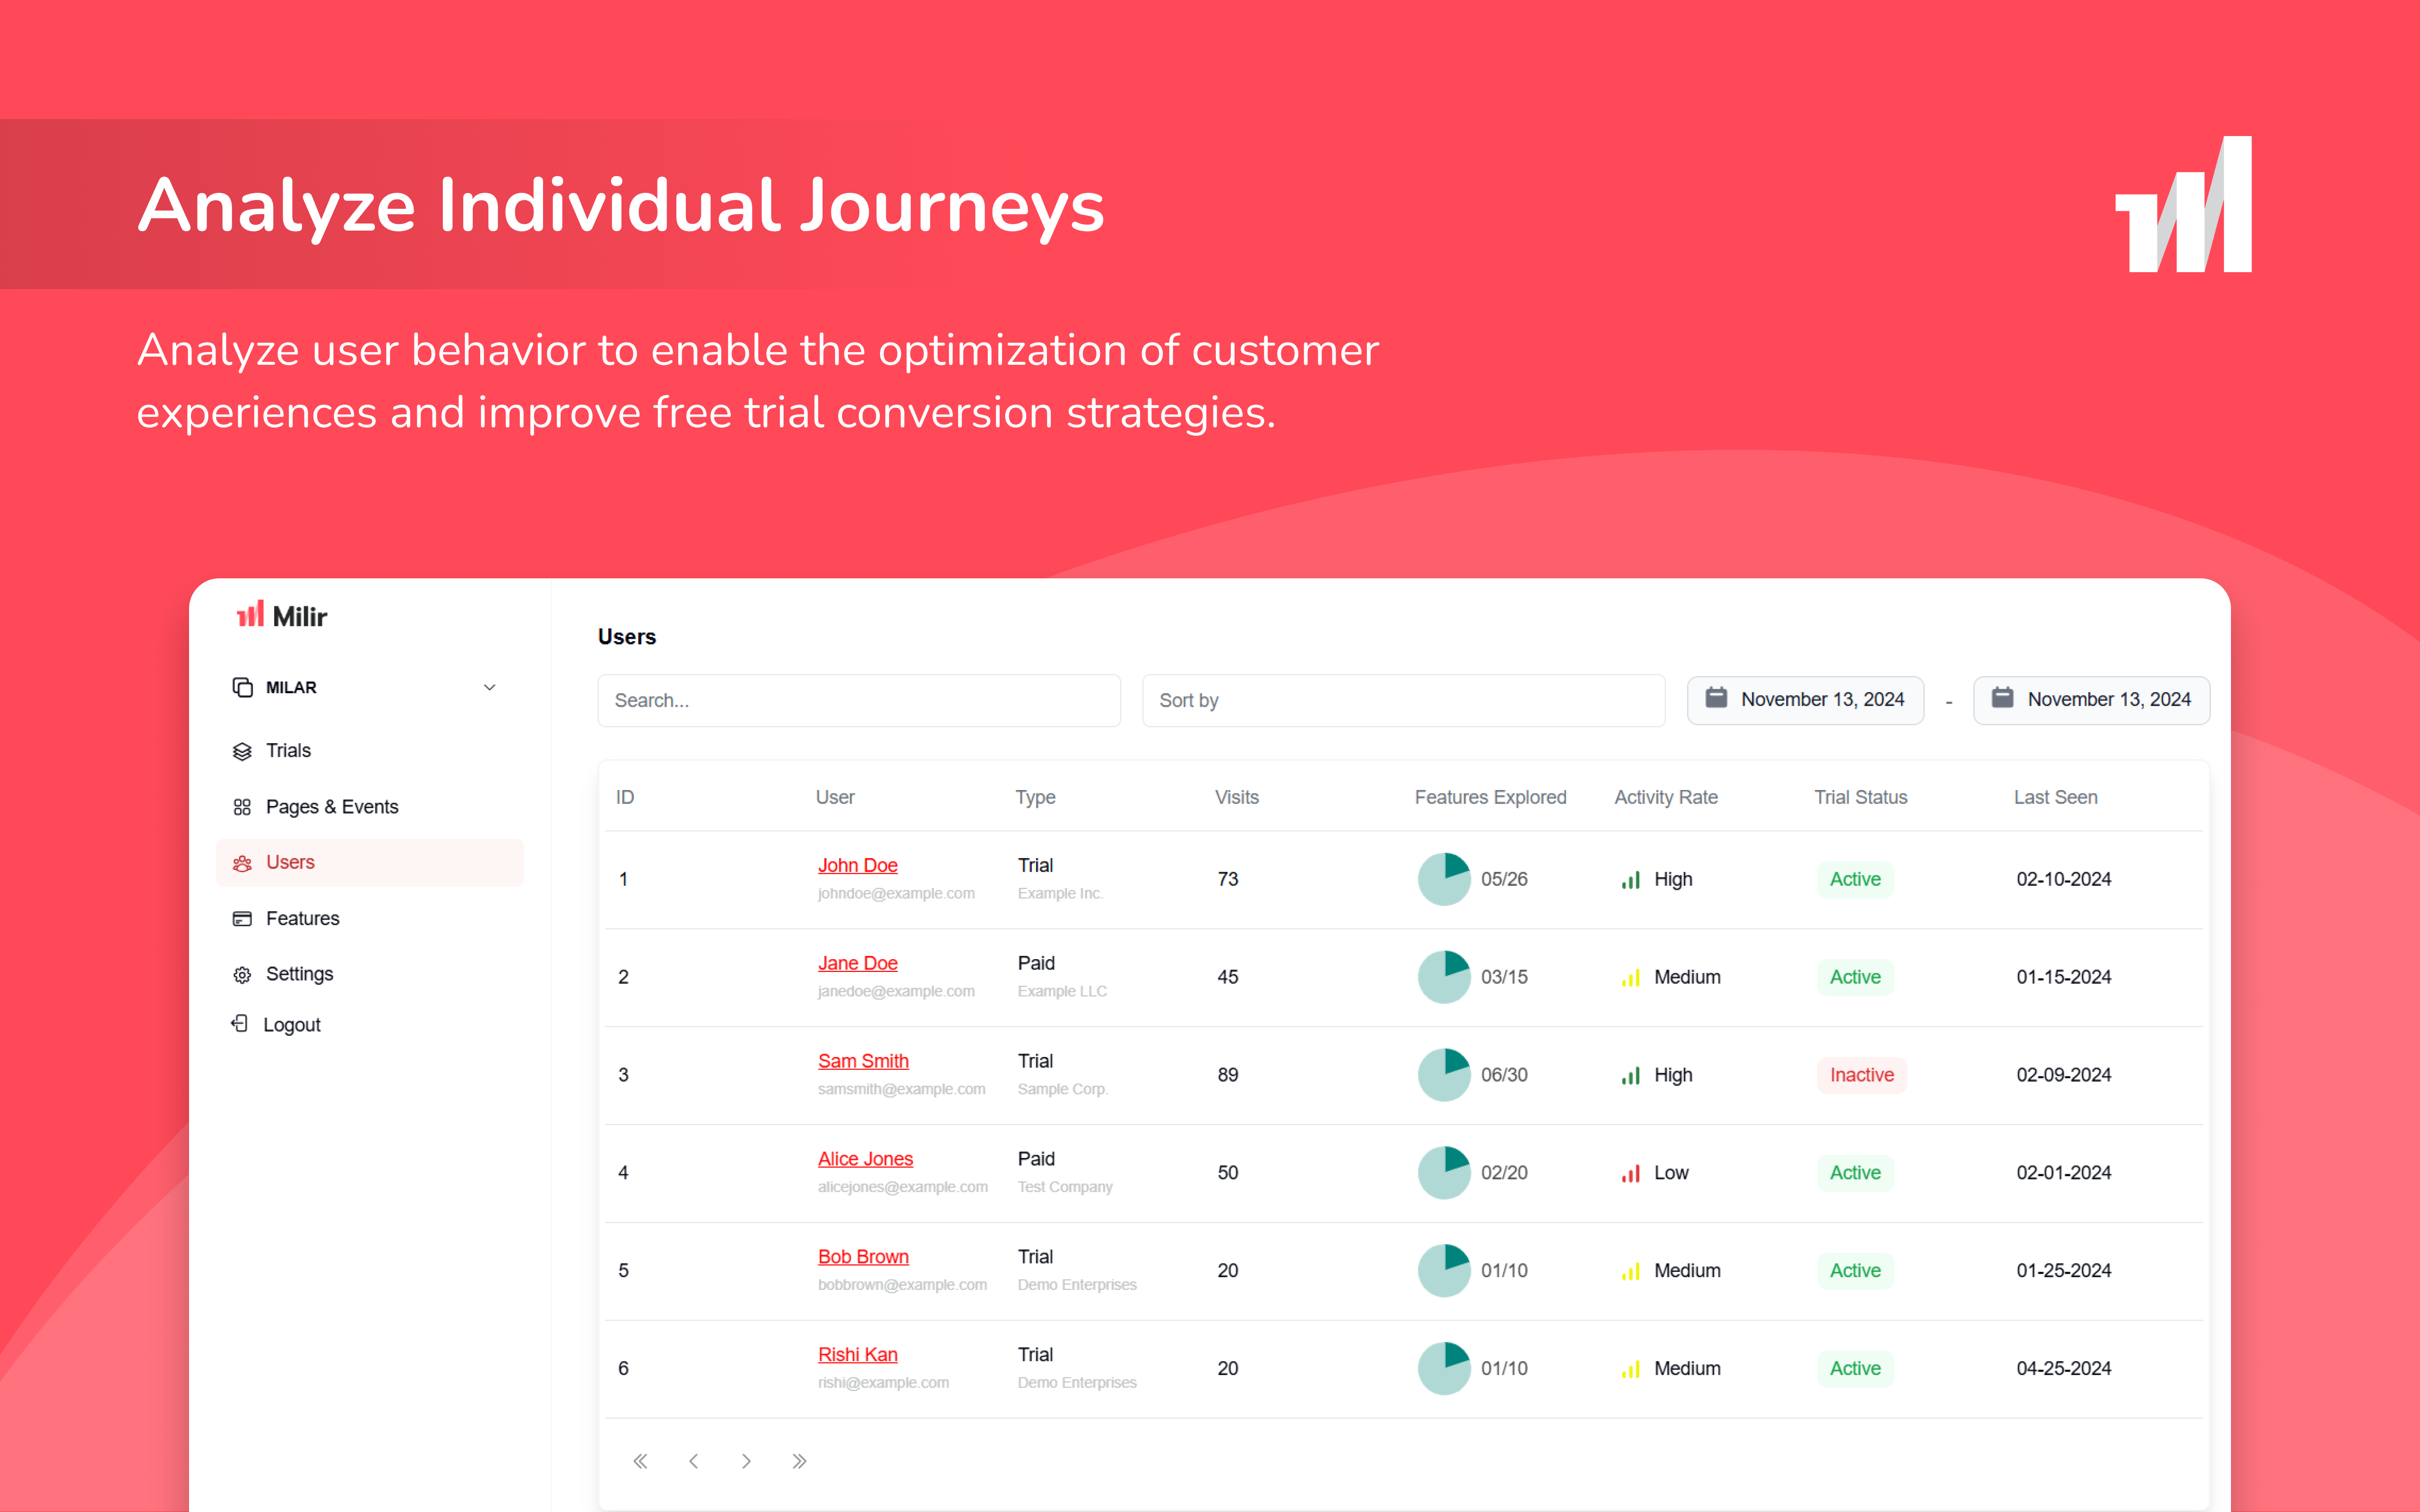 Analyze Individual Journeys
Analyze user behavior to enable the optimization of customer
experiences and improve free trial conversion strategies.
Milir
MILAR
Trials
Pages & Events
Users
Features
Settings
Logout
Users
Search...
Sort by
November 13, 2024 - November 13, 2024
ID User Type Visits Features Explored Activity Rate Trial Status Last Seen
1 John Doe Trial 73 05/26 High Active 02-10-2024
johndoe@example.com Example Inc.
2 Jane Doe Paid 45 03/15 Medium Active 01-15-2024
janedoe@example.com Example LLC
3 Sam Smith Trial 89 06/30 High Inactive 02-09-2024
samsmith@example.com Sample Corp.
4 Alice Jones Paid 50 02/20 Low Active 02-01-2024
alicejones@example.com Test Company
5 Bob Brown Trial 20 01/10 Medium Active 01-25-2024
bobbrown@example.com Demo Enterprises
6 Rishi Kan Trial 20 01/10 Medium Active 04-25-2024
rishi@example.com Demo Enterprises